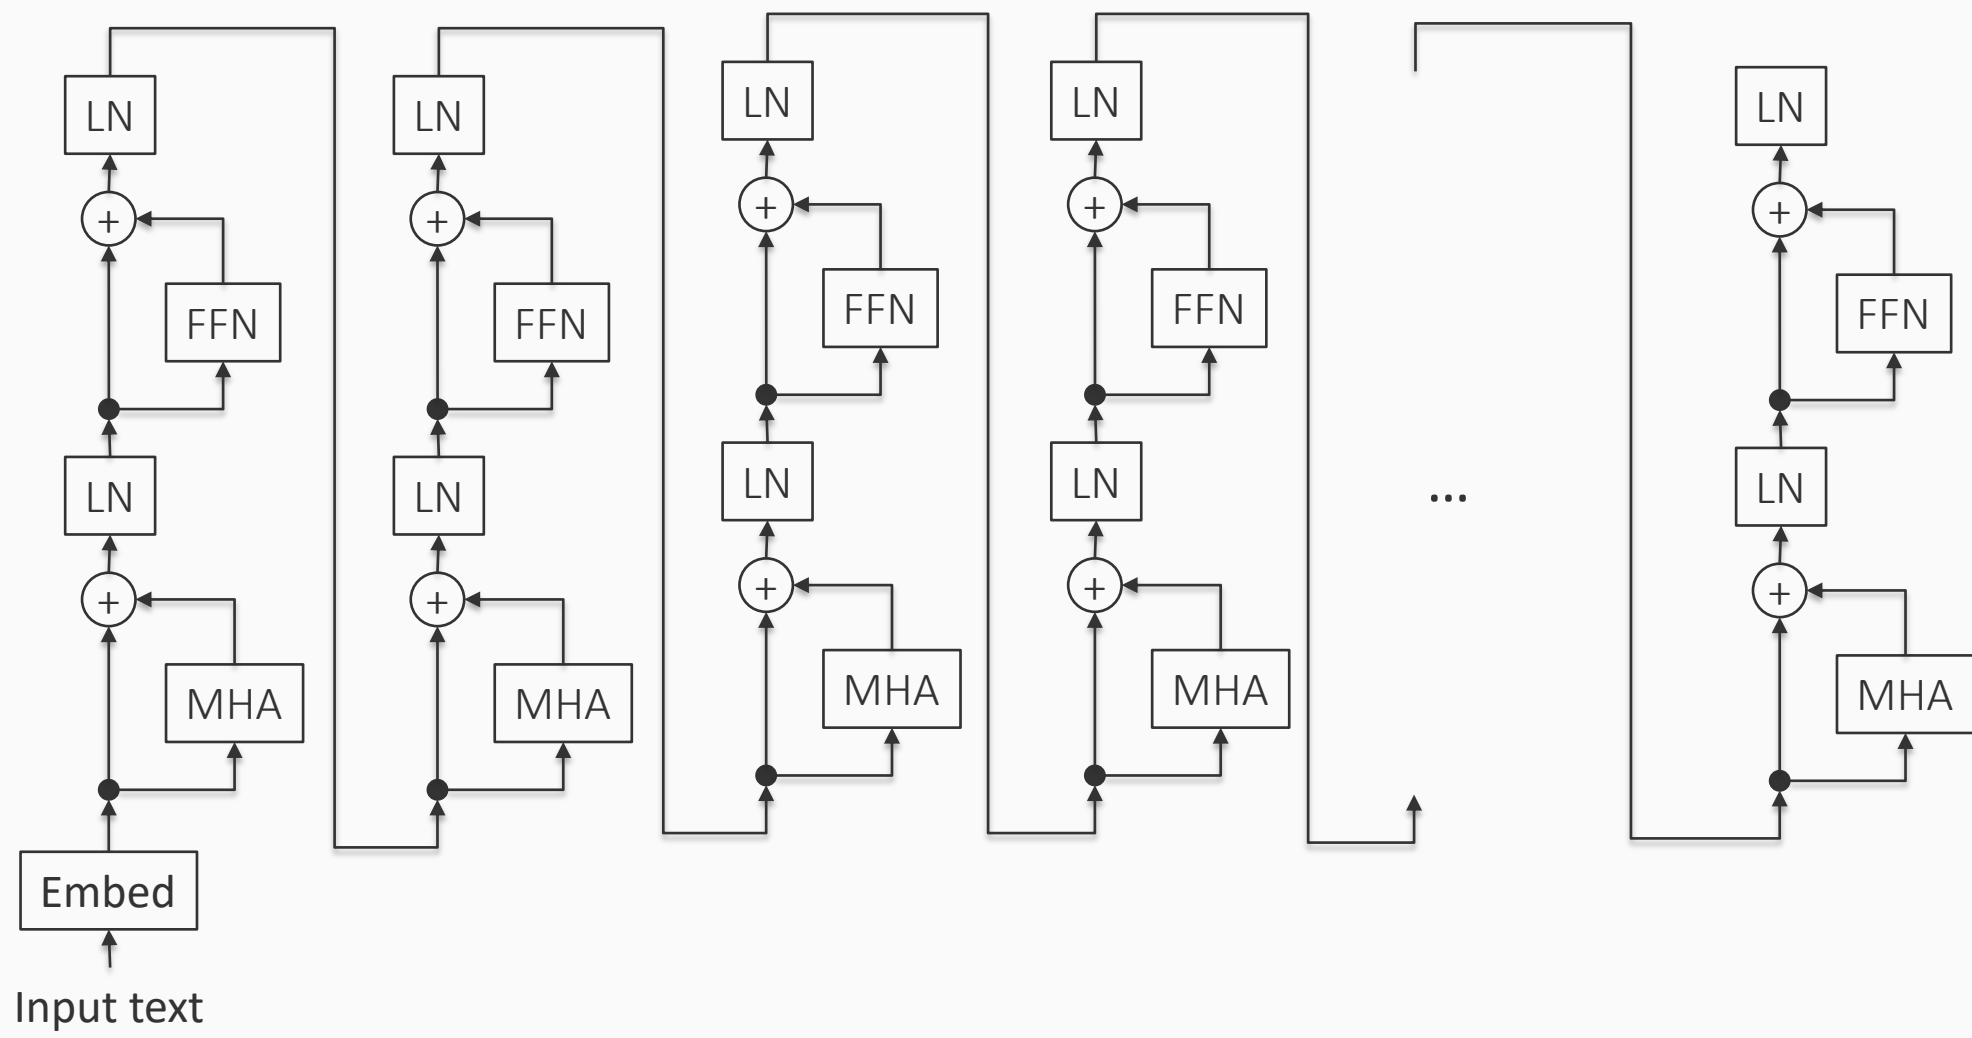 LN
+
FFN
LN
+
MHA
Embed
Input text
LN
+
FFN
LN
+
MHA
LN
+
FFN
LN
+
MHA
LN
+
FFN
LN
+
MHA
...
LN
+
FFN
LN
+
MHA